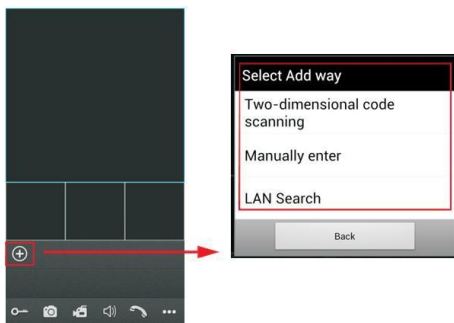 Select Add way
Two-dimensional code
scanning
Manually enter
LAN Search
Back